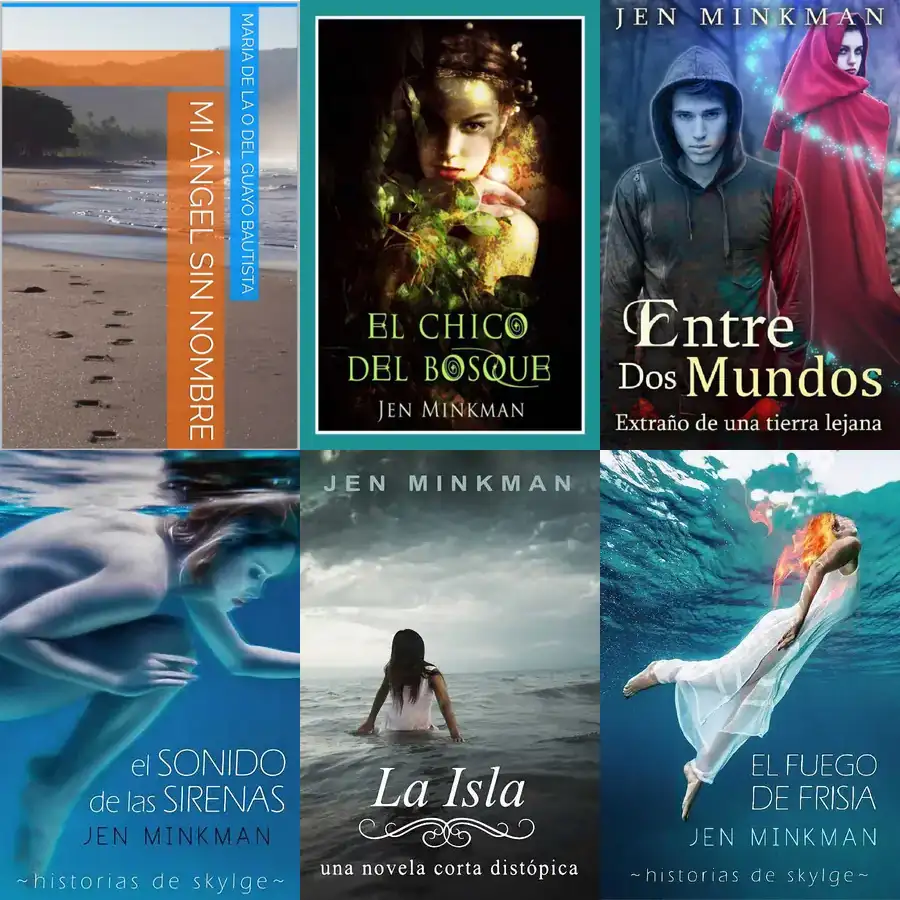 MARIA DE LA O DEL GUAYO BAUTISTA
MI ÁNGEL SIN NOMBRE
EL CHICO
DEL BOSQUE
JEN MINKMAN
JEN MINKMAN
Entre
Dos Mundos
Extraño de una tierra lejana
el SONIDO
de las SIRENAS
JEN MINKMAN
~historias de skylge~
JEN MINKMAN
La Isla
una novela corta distópica
EL FUEGO
DE FRISIA
JEN MINKMAN
~historias de skylge~